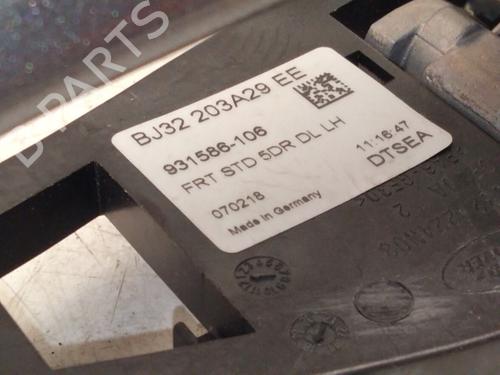 D PARTS
BJ32 203A29 EE
931586-106
FRT STD 5DR DL LH
070218
Made in Germany
11:16:47
DTSEA